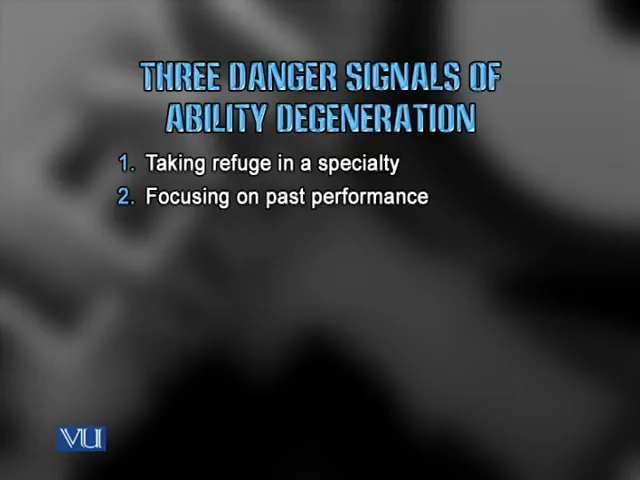 THREE DANGER SIGNALS OF
ABILITY DEGENERATION
1. Taking refuge in a specialty
2. Focusing on past performance
VU